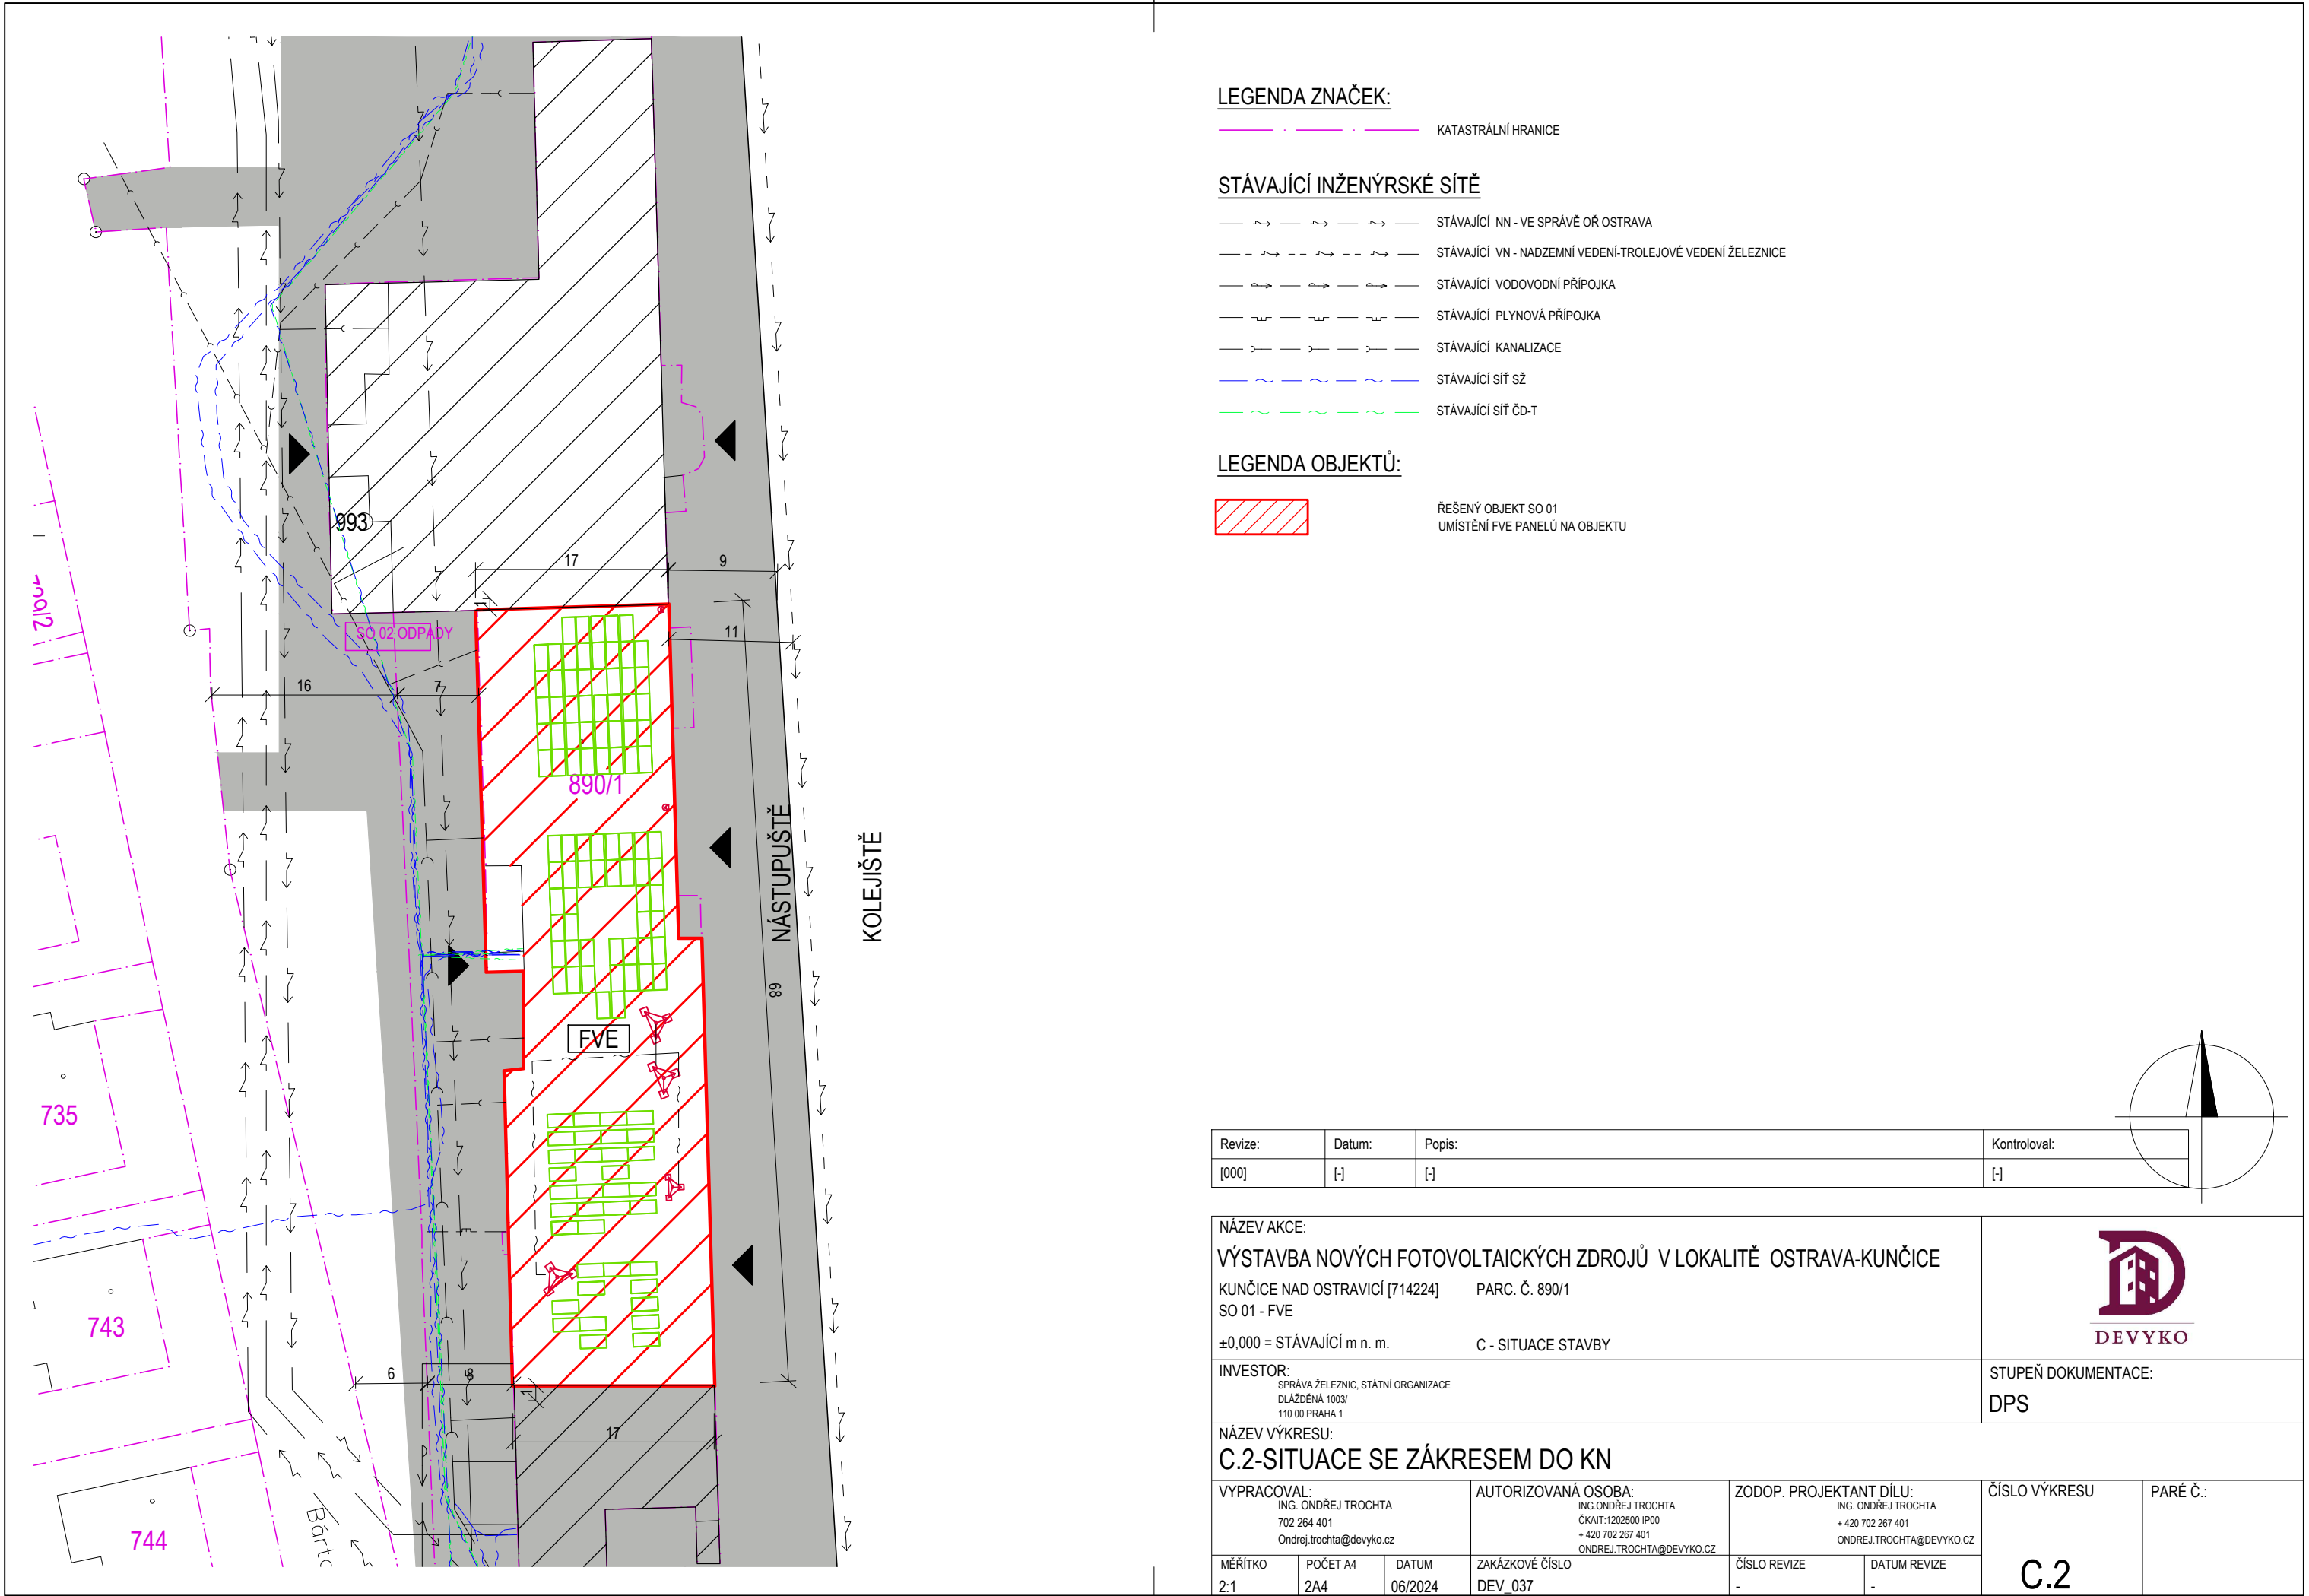 993
17
9
11
SO 02 ODPADY
16
7
890/1
NÁSTUPUŠTĚ
KOLEJIŠTĚ
68
FVE
735
743
744
6
8
17
1
1
Bárto
LEGENDA ZNAČEK:
KATASTRÁLNÍ HRANICE
STÁVAJÍCÍ INŽENÝRSKÉ SÍTĚ
STÁVAJÍCÍ NN - VE SPRÁVĚ OŘ OSTRAVA
STÁVAJÍCÍ VN - NADZEMNÍ VEDENÍ-TROLEJOVÉ VEDENÍ ŽELEZNICE
STÁVAJÍCÍ VODOVODNÍ PŘÍPOJKA
STÁVAJÍCÍ PLYNOVÁ PŘÍPOJKA
STÁVAJÍCÍ KANALIZACE
STÁVAJÍCÍ SÍŤ SŽ
STÁVAJÍCÍ SÍŤ ČD-T
LEGENDA OBJEKTŮ:
ŘEŠENÝ OBJEKT SO 01
UMÍSTĚNÍ FVE PANELŮ NA OBJEKTU
Revize: Datum: Popis: Kontroloval:
[000] [-] [-] [-]
NÁZEV AKCE:
VÝSTAVBA NOVÝCH FOTOVOLTAICKÝCH ZDROJŮ V LOKALITĚ OSTRAVA-KUNČICE
KUNČICE NAD OSTRAVICÍ [714224] PARC. Č. 890/1
SO 01 - FVE
±0,000 = STÁVAJÍCÍ m n. m. C - SITUACE STAVBY
DEVYKO
INVESTOR:
SPRÁVA ŽELEZNIC, STÁTNÍ ORGANIZACE
DLÁŽDĚNÁ 1003/
110 00 PRAHA 1
STUPEŇ DOKUMENTACE:
DPS
NÁZEV VÝKRESU:
C.2-SITUACE SE ZÁKRESEM DO KN
VYPRACOVAL:
ING. ONDŘEJ TROCHTA
702 264 401
Ondrej.trochta@devyko.cz
AUTORIZOVANÁ OSOBA:
ING.ONDŘEJ TROCHTA
ČKAIT:1202500 IP00
+ 420 702 267 401
ONDREJ.TROCHTA@DEVYKO.CZ
ZODOP. PROJEKTANT DÍLU:
ING. ONDŘEJ TROCHTA
+ 420 702 267 401
ONDREJ.TROCHTA@DEVYKO.CZ
ČÍSLO VÝKRESU
C.2
PARÉ Č.:
MĚŘÍTKO POČET A4 DATUM ZAKÁZKOVÉ ČÍSLO ČÍSLO REVIZE DATUM REVIZE
2:1 2A4 06/2024 DEV_037 - -